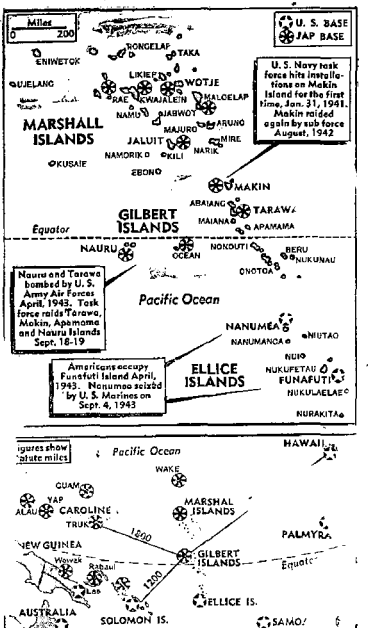 Miles
0 200
U. S. BASE
JAP BASE
RONGELAP
TAKA
ENIWETOK
LIKIEP
WOTJE
UJELANG
RAE
KWAJALEIN
MALOELAP
NAMU
JABWOT
MARSHALL
ISLANDS
MAJURO
ARUNO
JALUIT
MIRE
NARIK
NAMORIK
KILI
KUSAIE
EBON
U. S. Navy task
force hits installa-
tions on Makin
Island for the first
time, Jan. 31, 1941.
Makin raided
again by sub force
August, 1942
MAKIN
ABAIANG
TARAWA
GILBERT
ISLANDS
MAIANA
APAMAMA
Equator
NAURU
OCEAN
NONOUTI
BERU
NUKUNAU
ONOTOA
Nauru and Tarawa
bombed by U. S.
Army Air Forces
April, 1943. Task
force raids Tarawa,
Makin, Apamama
and Nauru Islands
Sept. 18-19
Pacific Ocean
NANUMEA
NANUMANGA
NIUTAO
NUI
Americans occupy
Funafuti Island April,
1943. Nanumea seized
by U. S. Marines on
Sept. 4, 1943
ELLICE
ISLANDS
NUKUFETAU
FUNAFUTI
NUKULAELAE
NURAKITA
igures show
atute miles
Pacific Ocean
HAWAII
WAKE
GUAM
YAP
ALAU
CAROLINE
TRUK
MARSHAL
ISLANDS
1800
PALMYRA
NEW GUINEA
GILBERT
ISLANDS
Equator
Wewak
Rabaul
Lae
1200
ELLICE IS.
AUSTRALIA
SOLOMON IS.
SAMOA